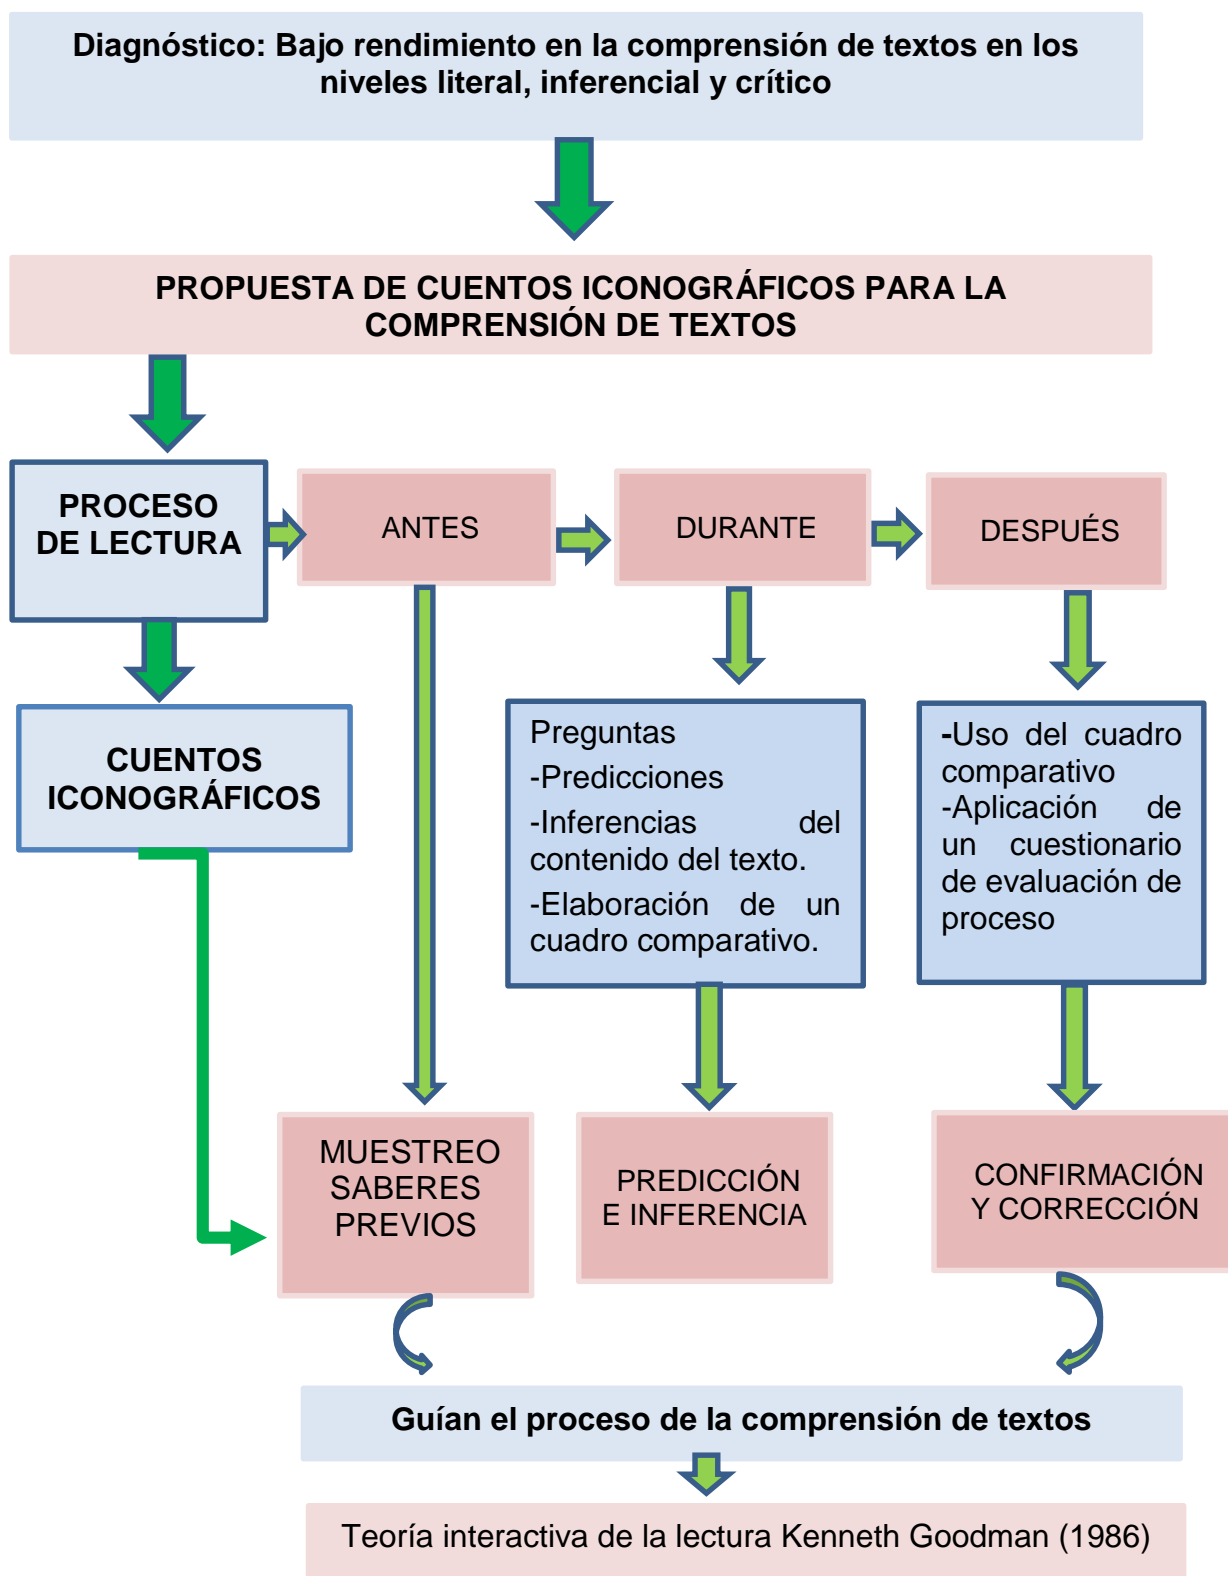 Diagnóstico: Bajo rendimiento en la comprensión de textos en los
niveles literal, inferencial y crítico
PROPUESTA DE CUENTOS ICONOGRÁFICOS PARA LA
COMPRENSIÓN DE TEXTOS
PROCESO
DE LECTURA
ANTES
DURANTE
DESPUÉS
CUENTOS
ICONOGRÁFICOS
Preguntas
-Predicciones
-Inferencias del
contenido del texto.
-Elaboración de un
cuadro comparativo.
-Uso del cuadro
comparativo
-Aplicación de
un cuestionario
de evaluación de
proceso
MUESTREO
SABERES
PREVIOS
PREDICCIÓN
E INFERENCIA
CONFIRMACIÓN
Y CORRECCIÓN
Guían el proceso de la comprensión de textos
Teoría interactiva de la lectura Kenneth Goodman (1986)